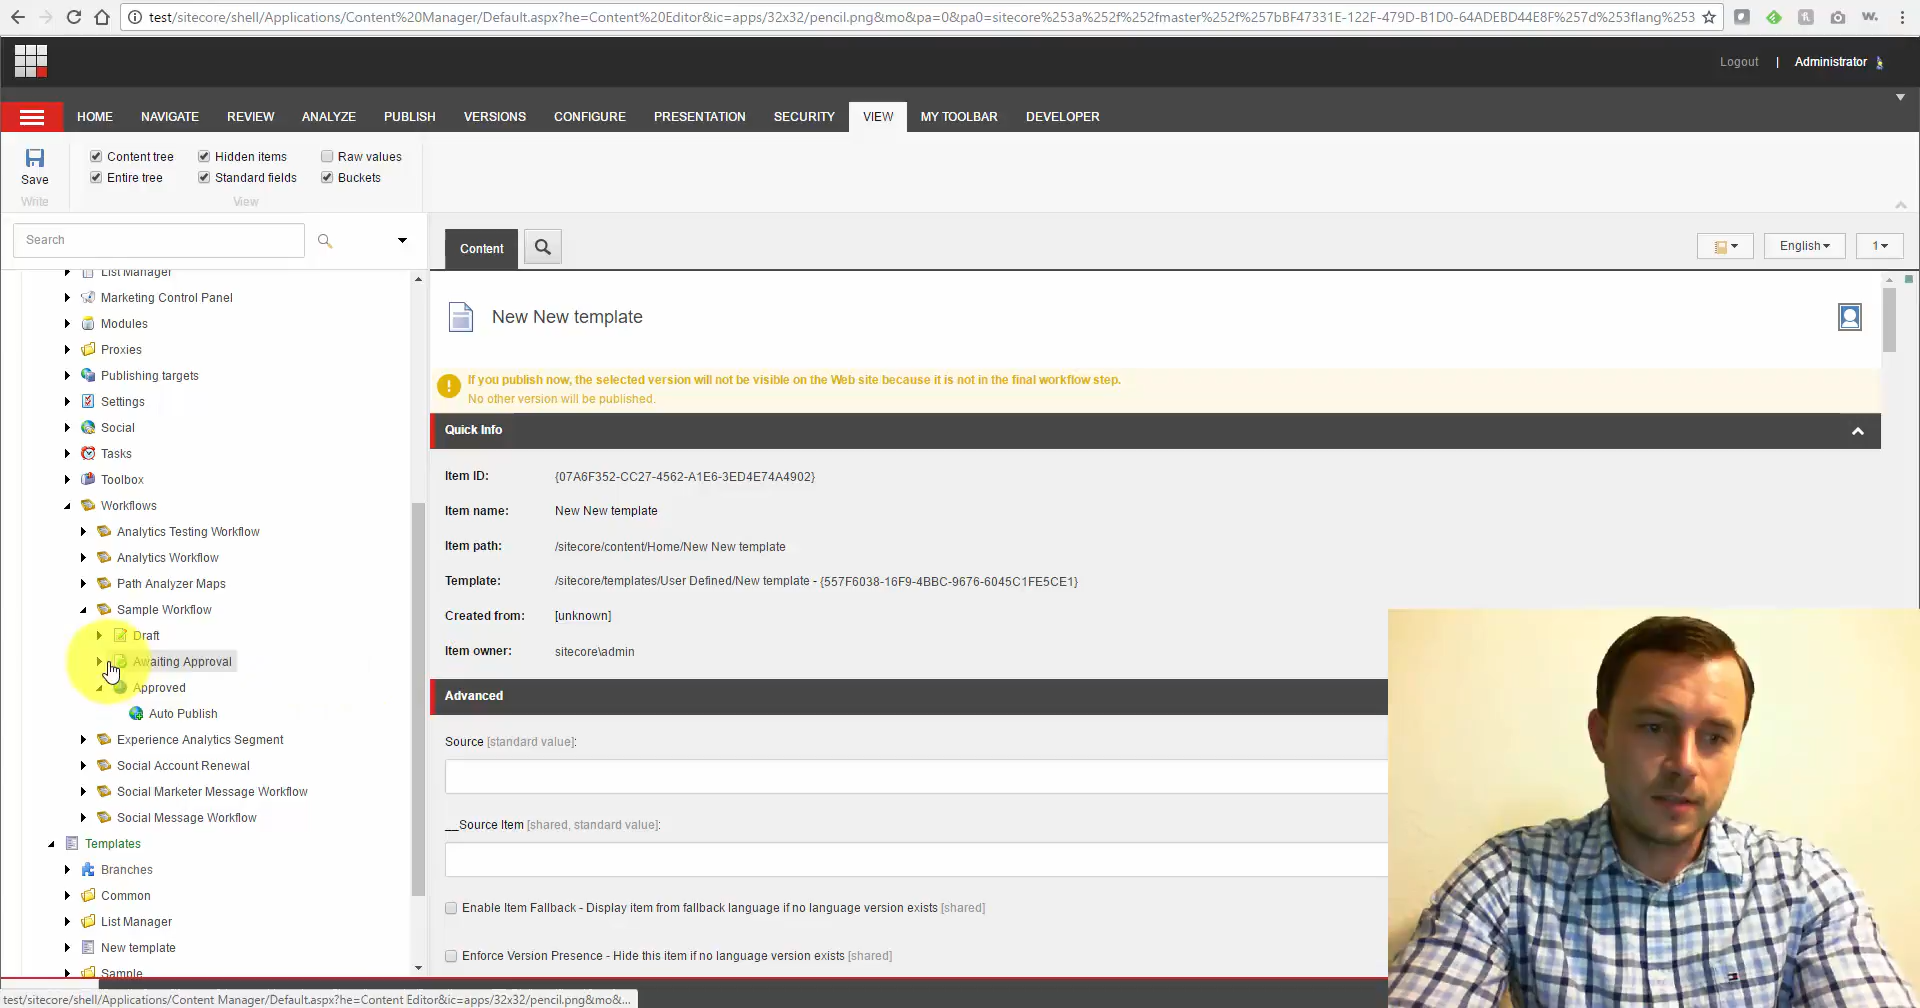 test/sitecore/shell/Applications/Content%20Manager/Default.aspx?he=Content%20Editor&ic=apps/32x32/pencil.png&mo&pa=0&pa0=sitecore%253a%252f%252fmaster%252f%257bBF47331E-122F-479D-B1D0-64ADEBD44E8F%257d%253flang%253
Logout | Administrator
HOME NAVIGATE REVIEW ANALYZE PUBLISH VERSIONS CONFIGURE PRESENTATION SECURITY VIEW MY TOOLBAR DEVELOPER
Content tree Hidden items Raw values
Save Entire tree Standard fields Buckets
Write View
Search
Content English 1
List Manager
Marketing Control Panel
Modules
Proxies
Publishing targets
Settings
Social
Tasks
Toolbox
Workflows
Analytics Testing Workflow
Analytics Workflow
Path Analyzer Maps
Sample Workflow
Draft
Awaiting Approval
Approved
Auto Publish
Experience Analytics Segment
Social Account Renewal
Social Marketer Message Workflow
Social Message Workflow
Templates
Branches
Common
List Manager
New template
Sample
New New template
If you publish now, the selected version will not be visible on the Web site because it is not in the final workflow step.
No other version will be published.
Quick Info
Item ID: {07A6F352-CC27-4562-A1E6-3ED4E74A4902}
Item name: New New template
Item path: /sitecore/content/Home/New New template
Template: /sitecore/templates/User Defined/New template - {557F6038-16F9-4BBC-9676-6045C1FE5CE1}
Created from: [unknown]
Item owner: sitecore\admin
Advanced
Source [standard value]:
__Source Item [shared, standard value]:
Enable Item Fallback - Display item from fallback language if no language version exists [shared]
Enforce Version Presence - Hide this item if no language version exists [shared]
test/sitecore/shell/Applications/Content Manager/Default.aspx?he=Content Editor&ic=apps/32x32/pencil.png&mo&...